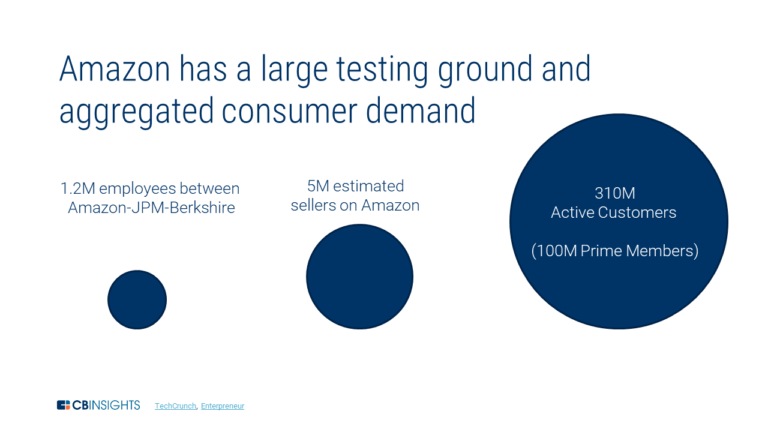 Amazon has a large testing ground and
aggregated consumer demand
1.2M employees between
Amazon-JPM-Berkshire
5M estimated
sellers on Amazon
310M
Active Customers
(100M Prime Members)
CBINSIGHTS
TechCrunch, Enterpreneur